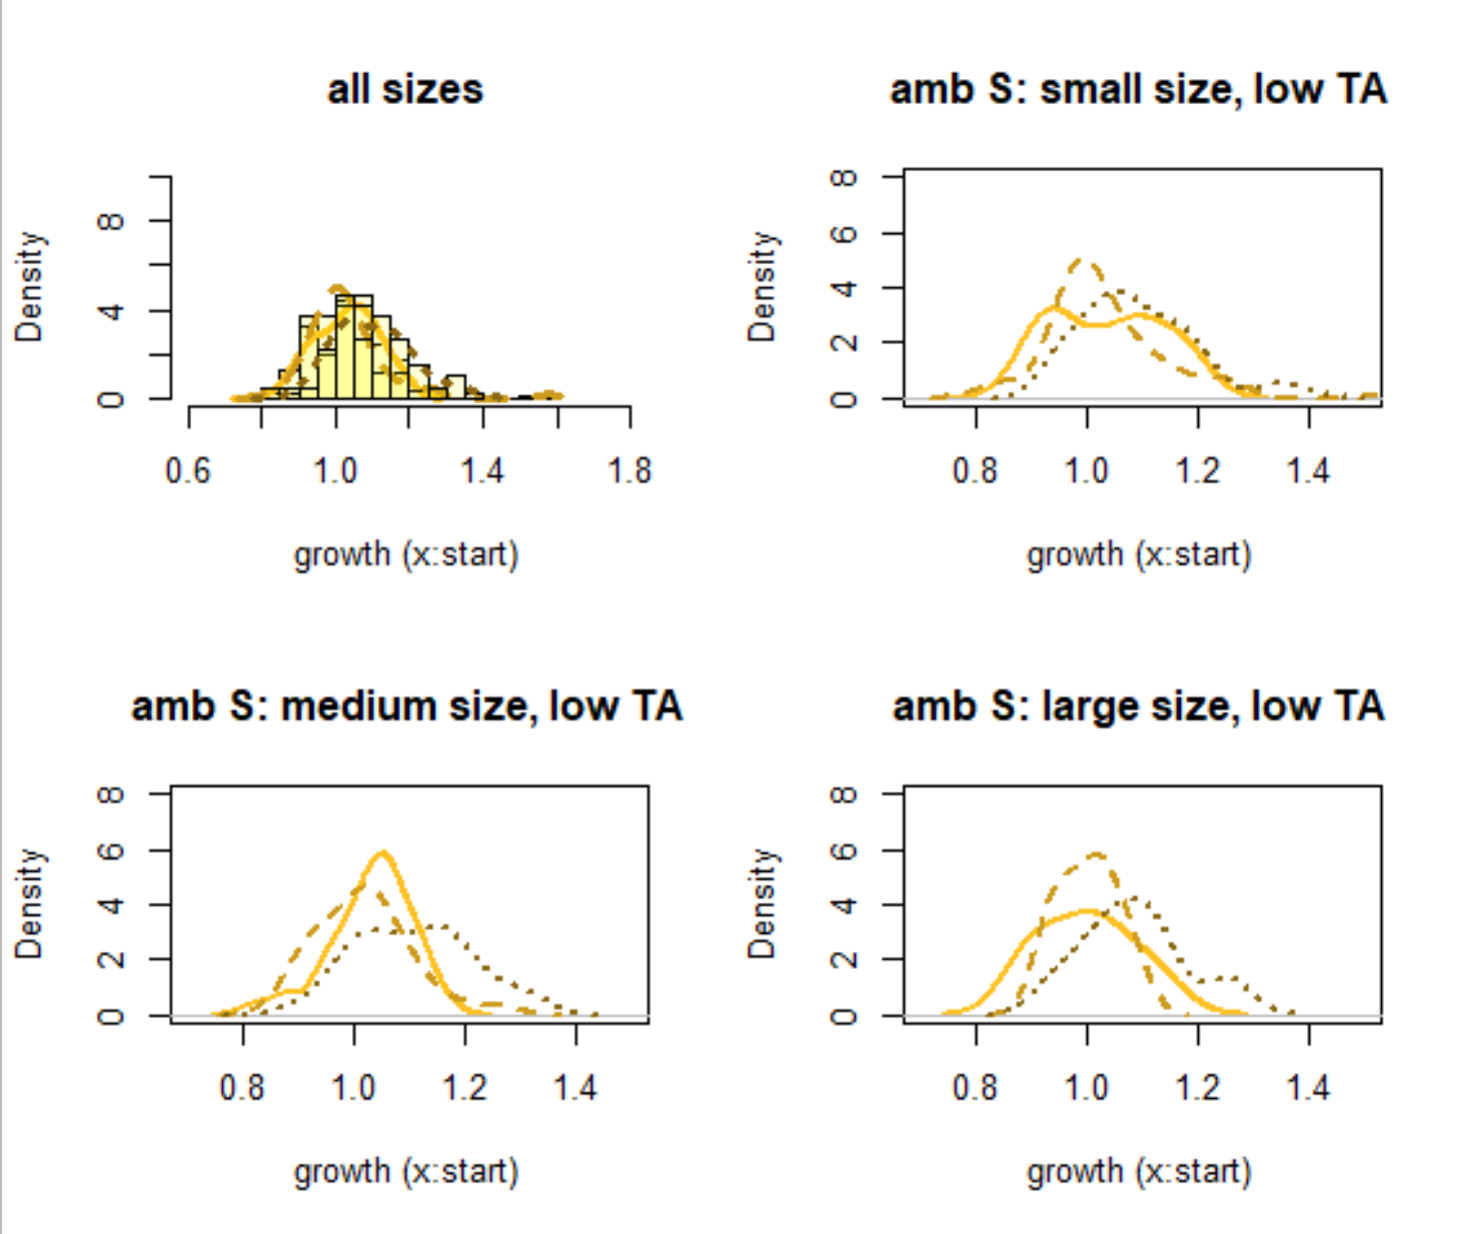 all sizes
Density
0 4 8
0.6 1.0 1.4 1.8
growth (x:start)
amb S: small size, low TA
Density
0 2 4 6 8
0.8 1.0 1.2 1.4
growth (x:start)
amb S: medium size, low TA
Density
0 2 4 6 8
0.8 1.0 1.2 1.4
growth (x:start)
amb S: large size, low TA
Density
0 2 4 6 8
0.8 1.0 1.2 1.4
growth (x:start)